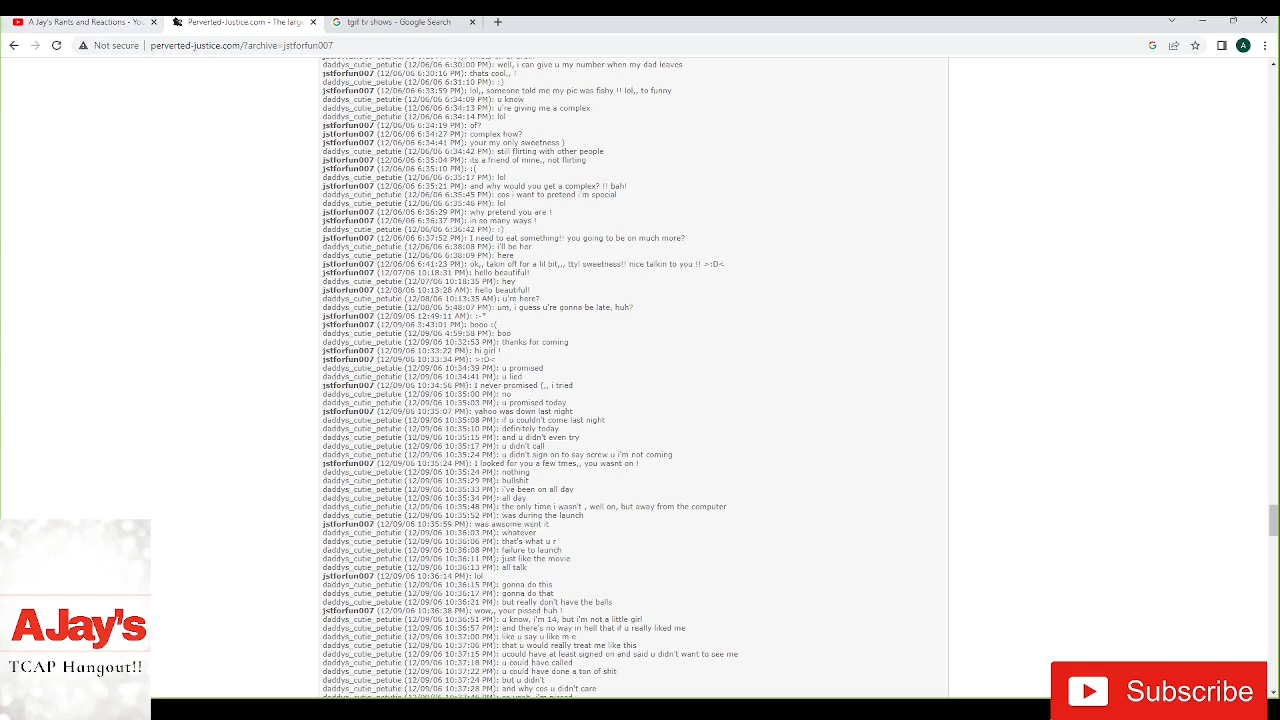 A Jay's Rants and Reactions - You
Perverted-Justice.com - The larg
tgif tv shows - Google Search
Not secure
perverted-justice.com/?archive=jstforfun007
A
daddys_cutie_petutie (12/06/06 6:30:00 PM): well, i can give u my number when my dad leaves
jstforfun007 (12/06/06 6:30:16 PM): thats cool,, !
daddys_cutie_petutie (12/06/06 6:31:10 PM): :)
jstforfun007 (12/06/06 6:33:59 PM): lol,, someone told me my pic was fishy !! lol,, to funny
daddys_cutie_petutie (12/06/06 6:34:09 PM): u know
daddys_cutie_petutie (12/06/06 6:34:13 PM): u're giving me a complex
daddys_cutie_petutie (12/06/06 6:34:14 PM): lol
jstforfun007 (12/06/06 6:34:19 PM): of?
jstforfun007 (12/06/06 6:34:27 PM): complex how?
jstforfun007 (12/06/06 6:34:41 PM): your my only sweetness )
daddys_cutie_petutie (12/06/06 6:34:42 PM): still flirting with other people
jstforfun007 (12/06/06 6:35:04 PM): its a friend of mine,, not flirting
jstforfun007 (12/06/06 6:35:10 PM): :(
daddys_cutie_petutie (12/06/06 6:35:17 PM): lol
jstforfun007 (12/06/06 6:35:21 PM): and why would you get a complex? !! bah!
daddys_cutie_petutie (12/06/06 6:35:45 PM): cos i want to pretend i'm special
daddys_cutie_petutie (12/06/06 6:35:46 PM): lol
jstforfun007 (12/06/06 6:36:29 PM): why pretend you are !
jstforfun007 (12/06/06 6:36:37 PM): in so many ways !
daddys_cutie_petutie (12/06/06 6:36:42 PM): :)
jstforfun007 (12/06/06 6:37:52 PM): I need to eat something!! you going to be on much more?
daddys_cutie_petutie (12/06/06 6:38:08 PM): i'll be her
daddys_cutie_petutie (12/06/06 6:38:09 PM): here
jstforfun007 (12/06/06 6:41:23 PM): ok,, takin off for a lil bit,,, ttyl sweetness!! nice talkin to you !! >:D<
jstforfun007 (12/07/06 10:18:31 PM): hello beautiful!
daddys_cutie_petutie (12/07/06 10:18:35 PM): hey
jstforfun007 (12/08/06 10:13:28 AM): hello beautiful!
daddys_cutie_petutie (12/08/06 10:13:35 AM): u're here?
daddys_cutie_petutie (12/08/06 5:48:07 PM): um, i guess u're gonna be late, huh?
jstforfun007 (12/09/06 12:49:11 AM): :-*
jstforfun007 (12/09/06 3:43:01 PM): booo :(
daddys_cutie_petutie (12/09/06 4:59:58 PM): boo
daddys_cutie_petutie (12/09/06 10:32:53 PM): thanks for coming
jstforfun007 (12/09/06 10:33:22 PM): hi girl !
jstforfun007 (12/09/06 10:33:34 PM): >:D<
daddys_cutie_petutie (12/09/06 10:34:39 PM): u promised
daddys_cutie_petutie (12/09/06 10:34:41 PM): u lied
jstforfun007 (12/09/06 10:34:56 PM): I never promised (,, i tried
daddys_cutie_petutie (12/09/06 10:35:00 PM): no
daddys_cutie_petutie (12/09/06 10:35:03 PM): u promised today
jstforfun007 (12/09/06 10:35:07 PM): yahoo was down last night
daddys_cutie_petutie (12/09/06 10:35:08 PM): if u couldn't come last night
daddys_cutie_petutie (12/09/06 10:35:10 PM): definitely today
daddys_cutie_petutie (12/09/06 10:35:15 PM): and u didn't even try
daddys_cutie_petutie (12/09/06 10:35:17 PM): u didn't call
daddys_cutie_petutie (12/09/06 10:35:24 PM): u didn't sign on to say screw u i'm not coming
jstforfun007 (12/09/06 10:35:24 PM): I looked for you a few tmes,, you wasnt on !
daddys_cutie_petutie (12/09/06 10:35:24 PM): nothing
daddys_cutie_petutie (12/09/06 10:35:29 PM): bullshit
daddys_cutie_petutie (12/09/06 10:35:33 PM): i've been on all day
daddys_cutie_petutie (12/09/06 10:35:34 PM): all day
daddys_cutie_petutie (12/09/06 10:35:48 PM): the only time i wasn't , well on, but away from the computer
daddys_cutie_petutie (12/09/06 10:35:52 PM): was during the launch
jstforfun007 (12/09/06 10:35:59 PM): was awsome wsnt it
daddys_cutie_petutie (12/09/06 10:36:03 PM): whatever
daddys_cutie_petutie (12/09/06 10:36:06 PM): that's what u r
daddys_cutie_petutie (12/09/06 10:36:08 PM): failure to launch
daddys_cutie_petutie (12/09/06 10:36:11 PM): just like the movie
daddys_cutie_petutie (12/09/06 10:36:13 PM): all talk
jstforfun007 (12/09/06 10:36:14 PM): lol
daddys_cutie_petutie (12/09/06 10:36:15 PM): gonna do this
daddys_cutie_petutie (12/09/06 10:36:17 PM): gonna do that
daddys_cutie_petutie (12/09/06 10:36:21 PM): but really don't have the balls
jstforfun007 (12/09/06 10:36:38 PM): wow,, your pissed huh !
daddys_cutie_petutie (12/09/06 10:36:51 PM): u know, i'm 14, but i'm not a little girl
daddys_cutie_petutie (12/09/06 10:36:57 PM): and there's no way in hell that if u really liked me
daddys_cutie_petutie (12/09/06 10:37:00 PM): like u say u like m e
daddys_cutie_petutie (12/09/06 10:37:06 PM): that u would really treat me like this
daddys_cutie_petutie (12/09/06 10:37:15 PM): ucould have at least signed on and said u didn't want to see me
daddys_cutie_petutie (12/09/06 10:37:18 PM): u could have called
daddys_cutie_petutie (12/09/06 10:37:22 PM): u could have done a ton of shit
daddys_cutie_petutie (12/09/06 10:37:24 PM): but u didn't
daddys_cutie_petutie (12/09/06 10:37:28 PM): and why cos u didn't care
AJay's
TCAP Hangout!!
Subscribe